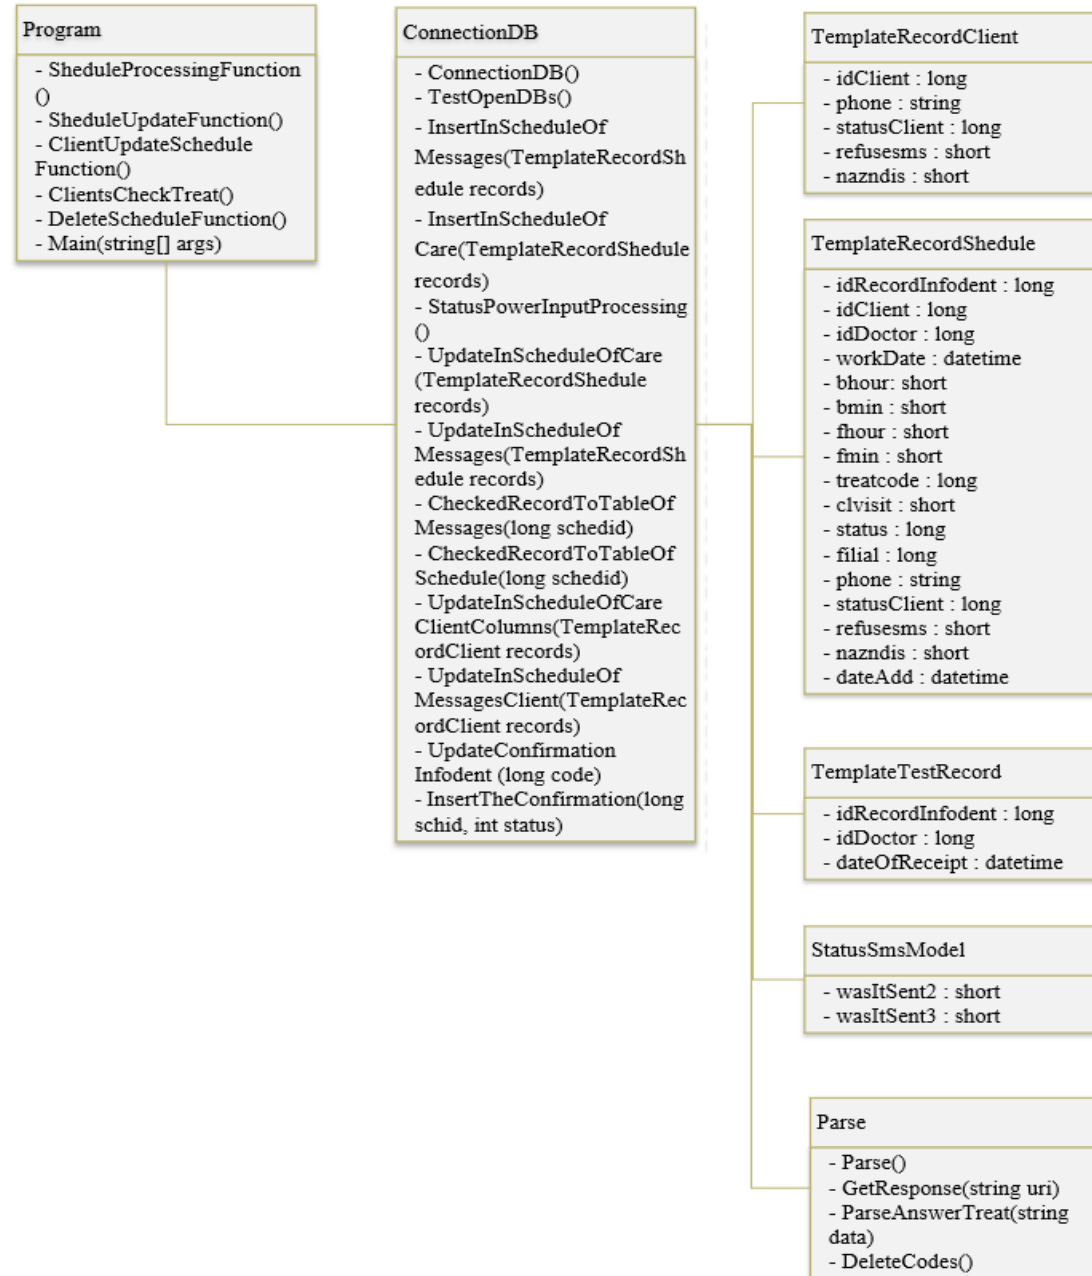 Program
- SheduleProcessingFunction
()
- SheduleUpdateFunction()
- ClientUpdateSchedule
Function()
- ClientsCheckTreat()
- DeleteScheduleFunction()
- Main(string[] args)
ConnectionDB
- ConnectionDB()
- TestOpenDBs()
- InsertInScheduleOf
Messages(TemplateRecordSh
edule records)
- InsertInScheduleOf
Care(TemplateRecordShedule
records)
- StatusPowerInputProcessing
()
- UpdateInScheduleOfCare
(TemplateRecordShedule
records)
- UpdateInScheduleOf
Messages(TemplateRecordSh
edule records)
- CheckedRecordToTableOf
Messages(long schedid)
- CheckedRecordToTableOf
Schedule(long schedid)
- UpdateInScheduleOfCare
ClientColumns(TemplateRec
ordClient records)
- UpdateInScheduleOf
MessagesClient(TemplateRec
ordClient records)
- UpdateConfirmation
Infodent (long code)
- InsertTheConfirmation(long
schid, int status)
TemplateRecordClient
- idClient : long
- phone : string
- statusClient : long
- refusesms : short
- nazndis : short
TemplateRecordShedule
- idRecordInfodent : long
- idClient : long
- idDoctor : long
- workDate : datetime
- bhour: short
- bmin : short
- fhour : short
- fmin : short
- treatcode : long
- clvisit : short
- status : long
- filial : long
- phone : string
- statusClient : long
- refusesms : short
- nazndis : short
- dateAdd : datetime
TemplateTestRecord
- idRecordInfodent : long
- idDoctor : long
- dateOfReceipt : datetime
StatusSmsModel
- wasItSent2 : short
- wasItSent3 : short
Parse
- Parse()
- GetResponse(string uri)
- ParseAnswerTreat(string
data)
- DeleteCodes()